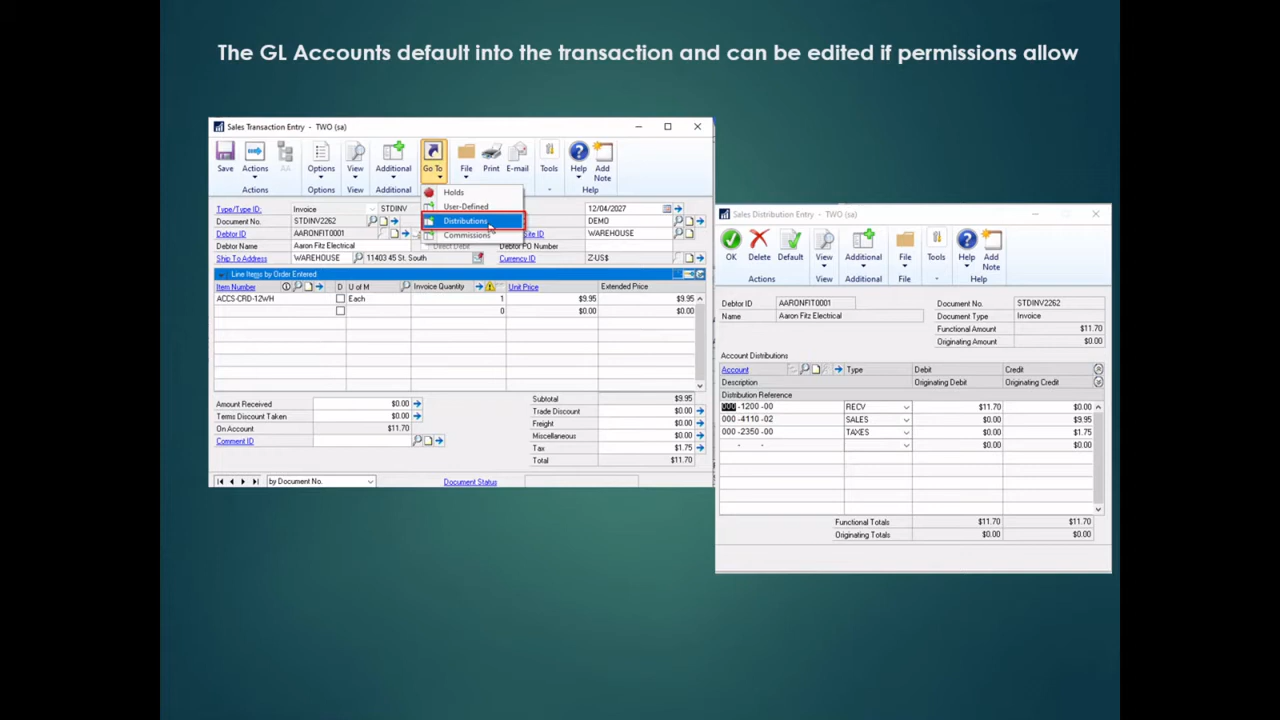 The GL Accounts default into the transaction and can be edited if permissions allow
Sales Transaction Entry - TWO (sa)
Save Actions Options View Additional Go To File Print E-mail Tools Help Add Note
Actions Options View Additional Help
Holds
User-Defined
Distributions
Commissions
Type/Type ID: Invoice STDINV 12/04/2027
Document No. STDINV2262 DEMO
Debtor ID AARONFIT0001 WAREHOUSE
Debtor Name Aaron Fitz Electrical Direct Debit Debtor PO Number
Ship To Address WAREHOUSE 11403 45 St. South Currency ID Z-US$
Line Items by Order Entered
Item Number D U of M Invoice Quantity Unit Price Extended Price
ACCS-CRD-12WH Each 1 $9.95 $9.95
0 $0.00 $0.00
Amount Received $0.00
Terms Discount Taken $0.00
On Account $11.70
Comment ID
Subtotal $9.95
Trade Discount $0.00
Freight $0.00
Miscellaneous $0.00
Tax $1.75
Total $11.70
by Document No. Document Status
Sales Distribution Entry - TWO (sa)
OK Delete Default View Additional File Tools Help Add Note
Actions View Additional File Help
Debtor ID AARONFIT0001 Document No. STDINV2262
Name Aaron Fitz Electrical Document Type Invoice
Functional Amount $11.70
Originating Amount $0.00
Account Distributions
Account Type Debit Credit
Description Originating Debit Originating Credit
Distribution Reference
000 -1200 -00 RECV $11.70 $0.00
000 -4110 -02 SALES $0.00 $9.95
000 -2350 -00 TAXES $0.00 $1.75
- - $0.00 $0.00
Functional Totals $11.70 $11.70
Originating Totals $0.00 $0.00